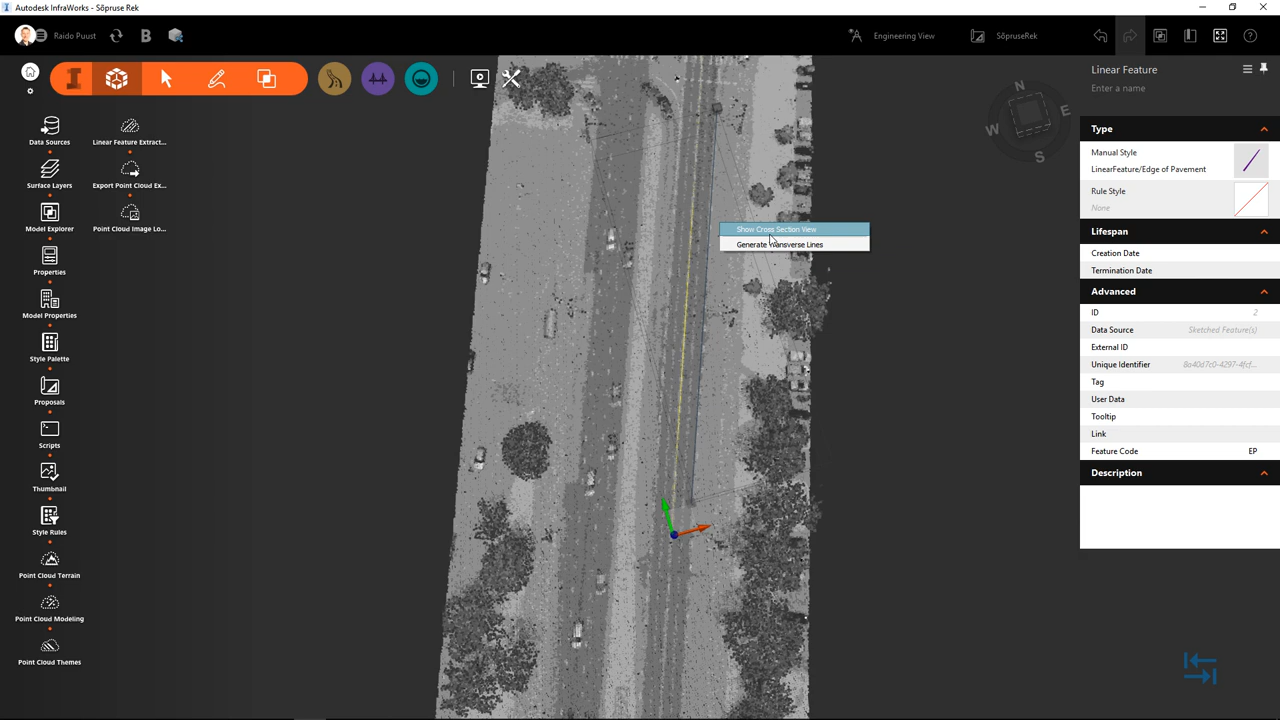 Autodesk InfraWorks - Sõpruse Rek
Raido Puust
B
Engineering View
SõpruseRek
Data Sources
Linear Feature Extract...
Surface Layers
Export Point Cloud Ex...
Model Explorer
Point Cloud Image Lo...
Properties
Model Properties
Style Palette
Proposals
Scripts
Thumbnail
Style Rules
Point Cloud Terrain
Point Cloud Modeling
Point Cloud Themes
Show Cross Section View
Generate Transverse Lines
N
E
S
W
Linear Feature
Enter a name
Type
Manual Style
LinearFeature/Edge of Pavement
Rule Style
None
Lifespan
Creation Date
Termination Date
Advanced
ID 2
Data Source Sketched Feature(s)
External ID
Unique Identifier 8a40d7c0-4297-4fcf...
Tag
User Data
Tooltip
Link
Feature Code EP
Description